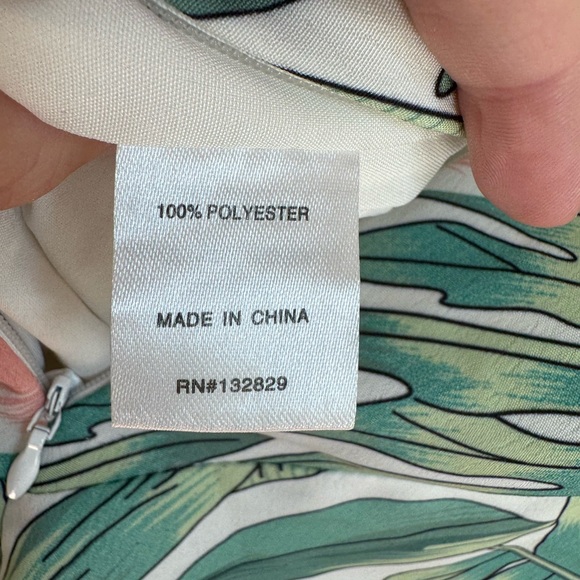 100% POLYESTER
MADE IN CHINA
RN#132829